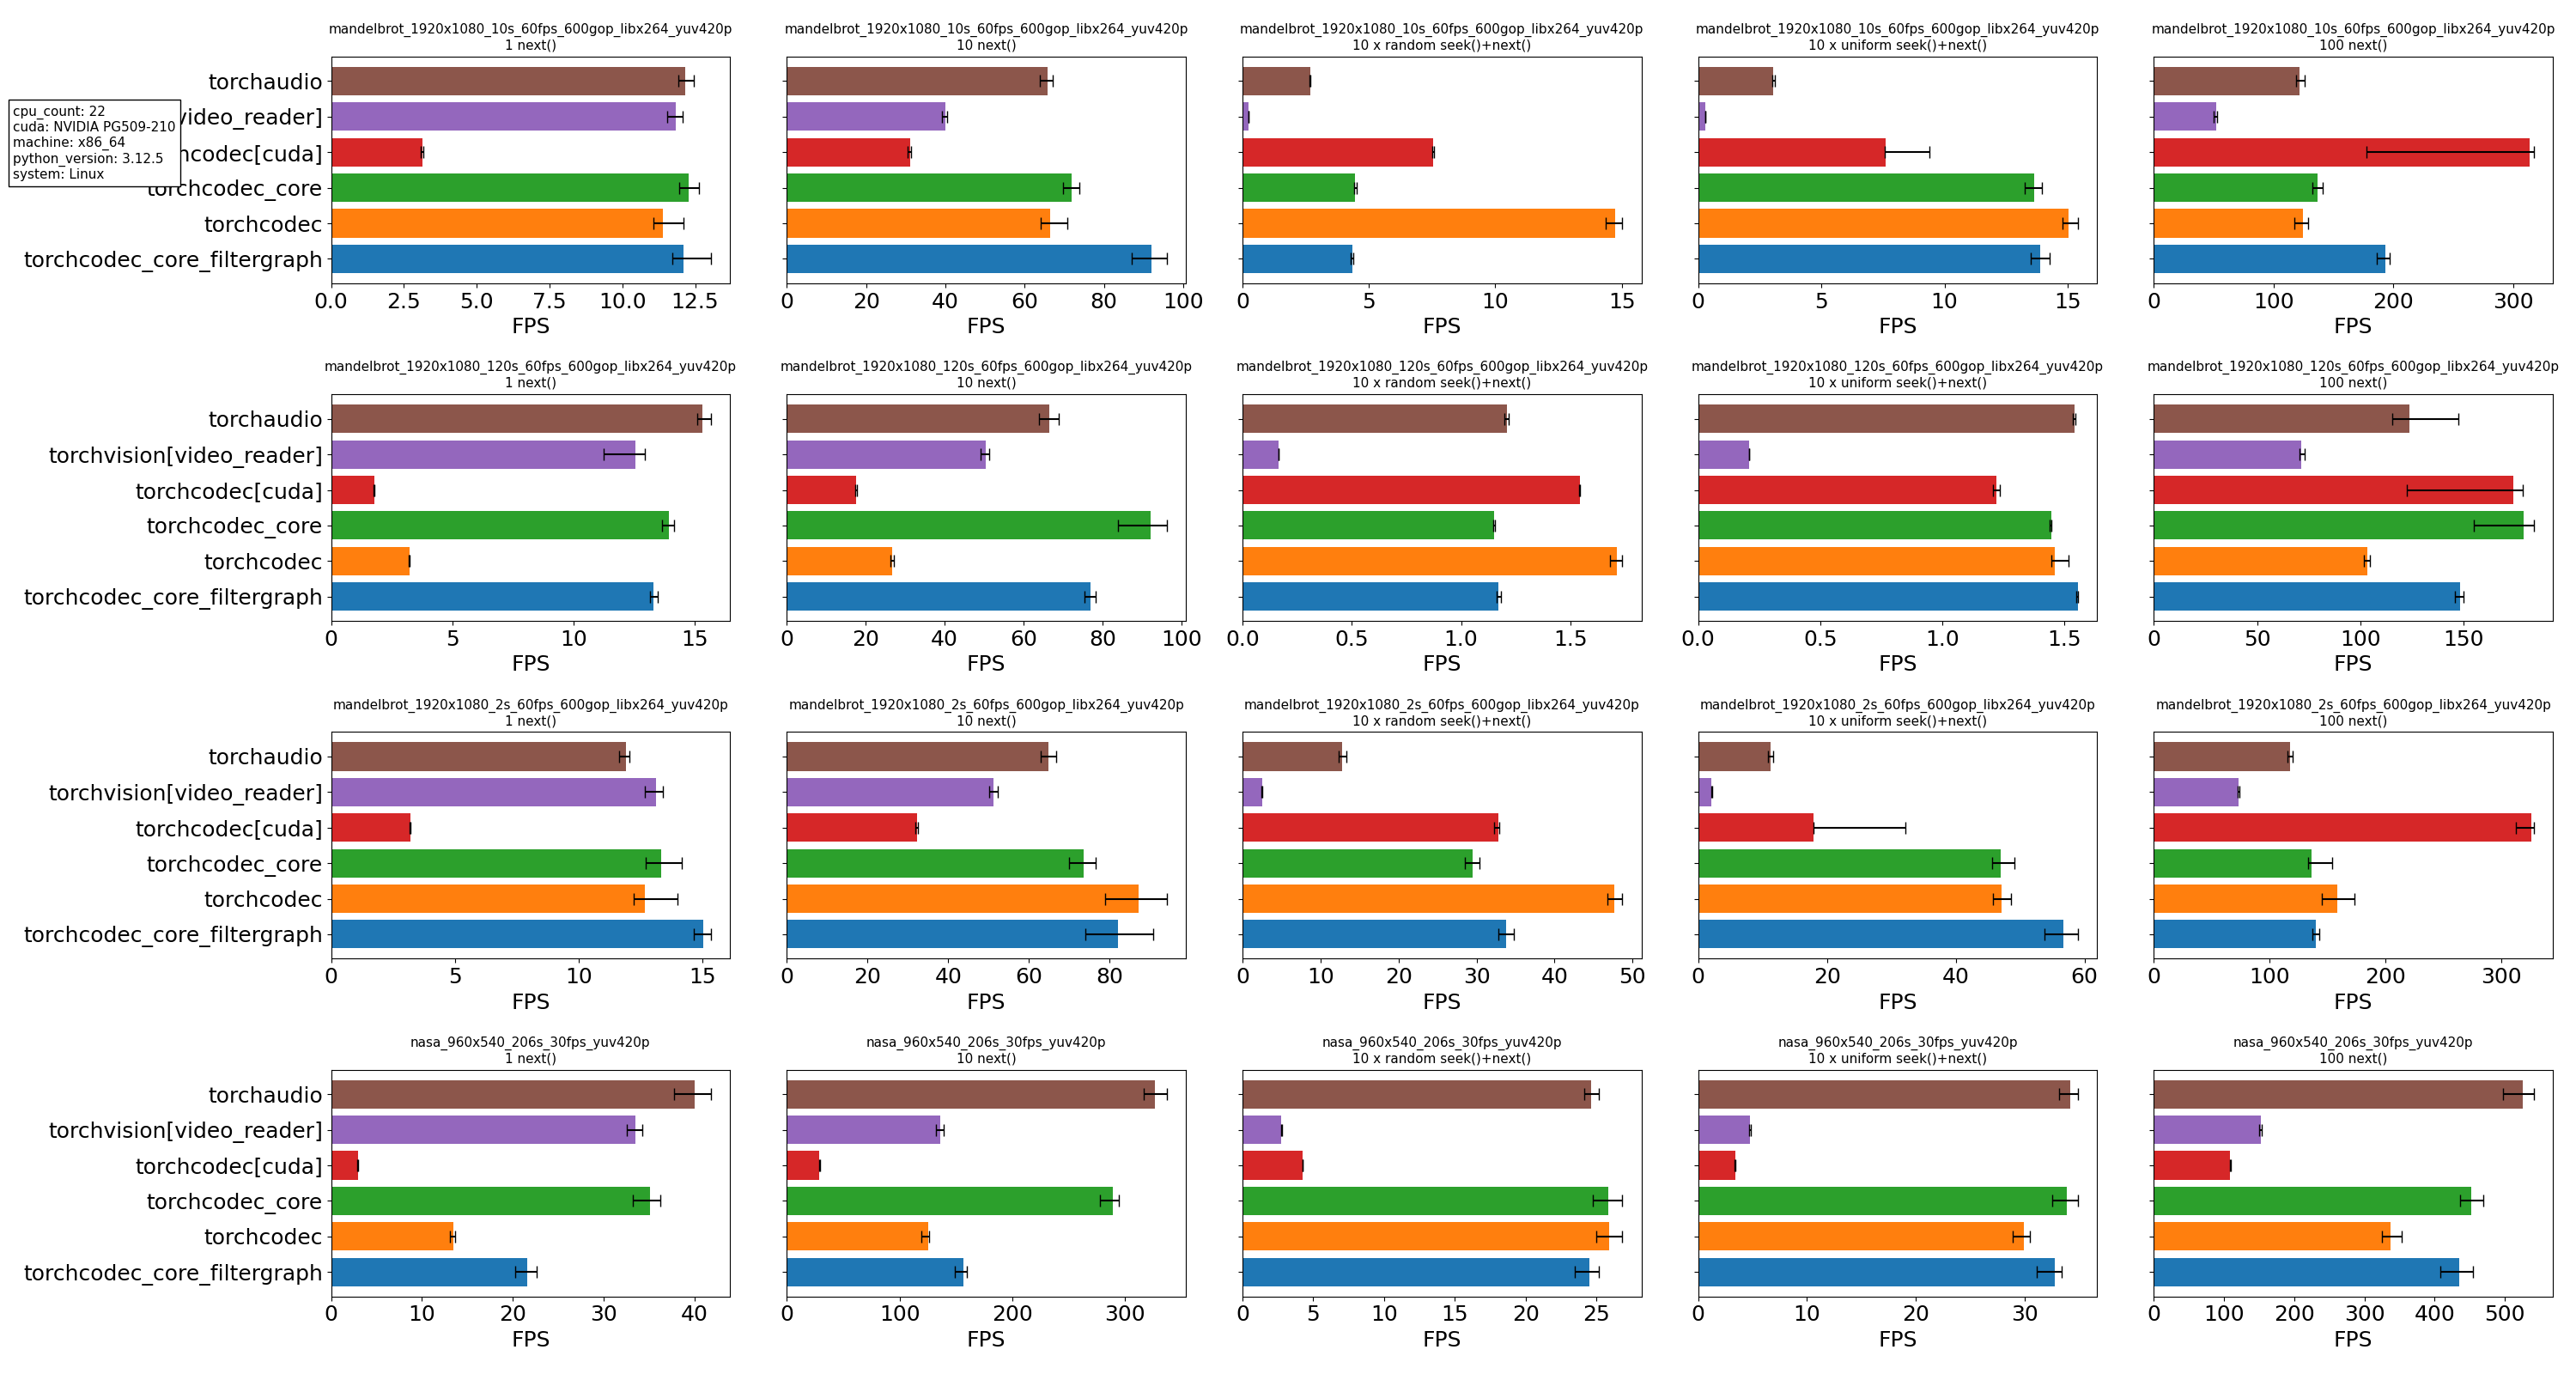 mandelbrot_1920x1080_10s_60fps_600gop_libx264_yuv420p
1 next()
mandelbrot_1920x1080_10s_60fps_600gop_libx264_yuv420p
10 next()
mandelbrot_1920x1080_10s_60fps_600gop_libx264_yuv420p
10 x random seek()+next()
mandelbrot_1920x1080_10s_60fps_600gop_libx264_yuv420p
10 x uniform seek()+next()
mandelbrot_1920x1080_10s_60fps_600gop_libx264_yuv420p
100 next()
cpu_count: 22
cuda: NVIDIA PG509-210
machine: x86_64
python_version: 3.12.5
system: Linux
torchaudio
video_reader]
hcodec[cuda]
torchcodec_core
torchcodec
torchcodec_core_filtergraph
0.0 2.5 5.0 7.5 10.0 12.5
FPS
0 20 40 60 80 100
FPS
0 5 10 15
FPS
0 5 10 15
FPS
0 100 200 300
FPS
mandelbrot_1920x1080_120s_60fps_600gop_libx264_yuv420p
1 next()
mandelbrot_1920x1080_120s_60fps_600gop_libx264_yuv420p
10 next()
mandelbrot_1920x1080_120s_60fps_600gop_libx264_yuv420p
10 x random seek()+next()
mandelbrot_1920x1080_120s_60fps_600gop_libx264_yuv420p
10 x uniform seek()+next()
mandelbrot_1920x1080_120s_60fps_600gop_libx264_yuv420p
100 next()
torchaudio
torchvision[video_reader]
torchcodec[cuda]
torchcodec_core
torchcodec
torchcodec_core_filtergraph
0 5 10 15
FPS
0 20 40 60 80 100
FPS
0.0 0.5 1.0 1.5
FPS
0.0 0.5 1.0 1.5
FPS
0 50 100 150
FPS
mandelbrot_1920x1080_2s_60fps_600gop_libx264_yuv420p
1 next()
mandelbrot_1920x1080_2s_60fps_600gop_libx264_yuv420p
10 next()
mandelbrot_1920x1080_2s_60fps_600gop_libx264_yuv420p
10 x random seek()+next()
mandelbrot_1920x1080_2s_60fps_600gop_libx264_yuv420p
10 x uniform seek()+next()
mandelbrot_1920x1080_2s_60fps_600gop_libx264_yuv420p
100 next()
torchaudio
torchvision[video_reader]
torchcodec[cuda]
torchcodec_core
torchcodec
torchcodec_core_filtergraph
0 5 10 15
FPS
0 20 40 60 80
FPS
0 10 20 30 40 50
FPS
0 20 40 60
FPS
0 100 200 300
FPS
nasa_960x540_206s_30fps_yuv420p
1 next()
nasa_960x540_206s_30fps_yuv420p
10 next()
nasa_960x540_206s_30fps_yuv420p
10 x random seek()+next()
nasa_960x540_206s_30fps_yuv420p
10 x uniform seek()+next()
nasa_960x540_206s_30fps_yuv420p
100 next()
torchaudio
torchvision[video_reader]
torchcodec[cuda]
torchcodec_core
torchcodec
torchcodec_core_filtergraph
0 10 20 30 40
FPS
0 100 200 300
FPS
0 5 10 15 20 25
FPS
0 10 20 30
FPS
0 100 200 300 400 500
FPS